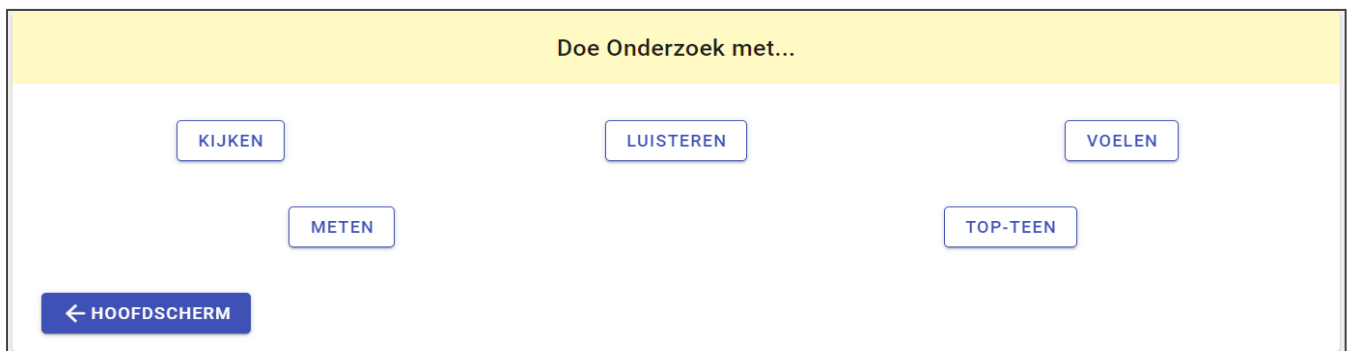 Doe Onderzoek met...
KIJKEN LUISTEREN VOELEN
METEN TOP-TEEN
HOOFDSCHERM